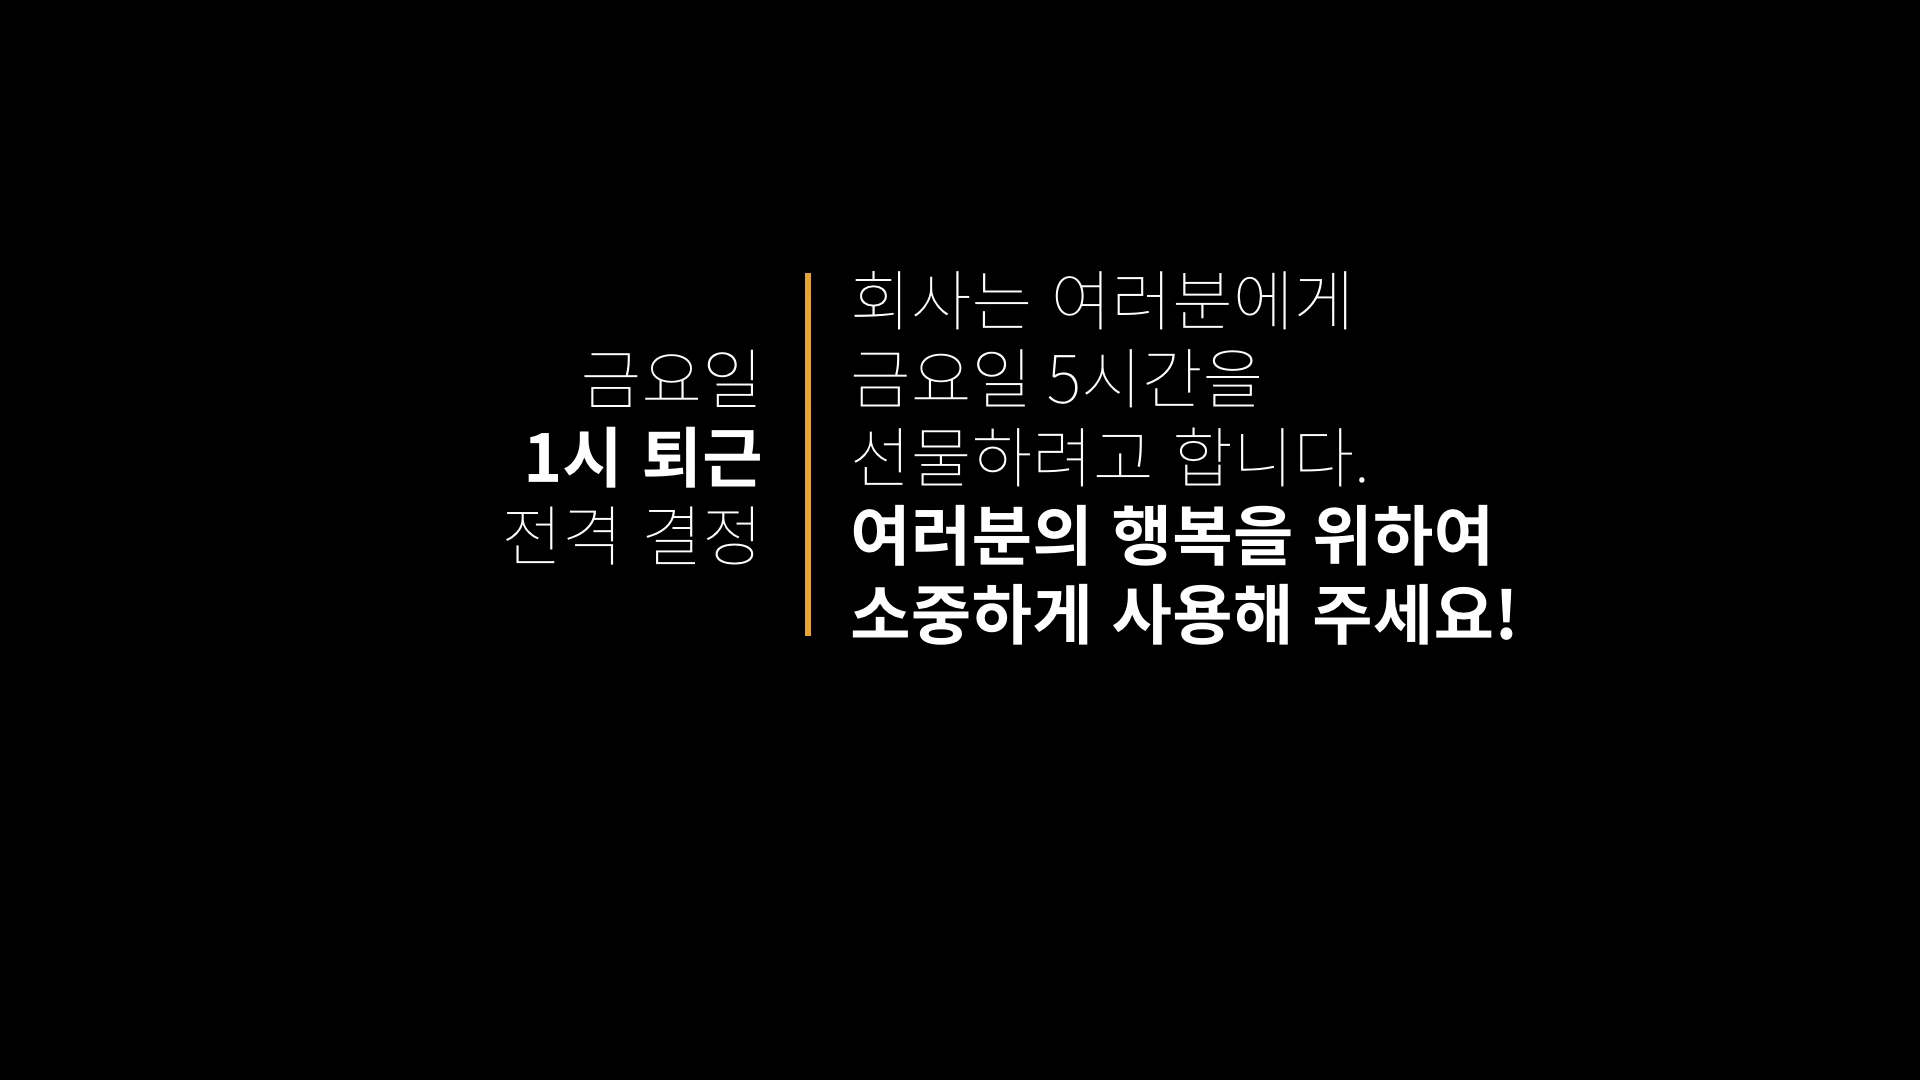 금요일
1시 퇴근
전격 결정
회사는 여러분에게
금요일 5시간을
선물하려고 합니다.
여러분의 행복을 위하여
소중하게 사용해 주세요!